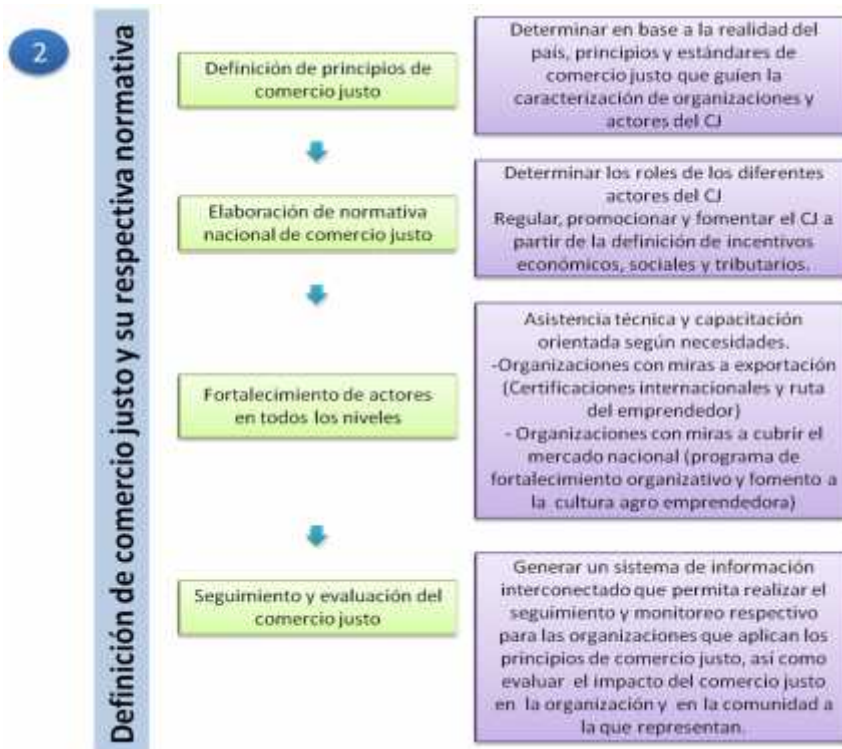 2
Definición de comercio justo y su respectiva normativa
Definición de principios de
comercio justo
Determinar en base a la realidad del
país, principios y estándares de
comercio justo que guíen la
caracterización de organizaciones y
actores del CJ
Elaboración de normativa
nacional de comercio justo
Determinar los roles de los diferentes
actores del CJ
Regular, promocionar y fomentar el CJ a
partir de la definición de incentivos
económicos, sociales y tributarios.
Fortalecimiento de actores
en todos los niveles
Asistencia técnica y capacitación
orientada según necesidades.
-Organizaciones con miras a exportación
(Certificaciones internacionales y ruta
del emprendedor)
- Organizaciones con miras a cubrir el
mercado nacional (programa de
fortalecimiento organizativo y fomento a
la cultura agro emprendedora)
Seguimiento y evaluación del
comercio justo
Generar un sistema de información
interconectado que permita realizar el
seguimiento y monitoreo respectivo
para las organizaciones que aplican los
principios de comercio justo, así como
evaluar el impacto del comercio justo
en la organización y en la comunidad a
la que representan.